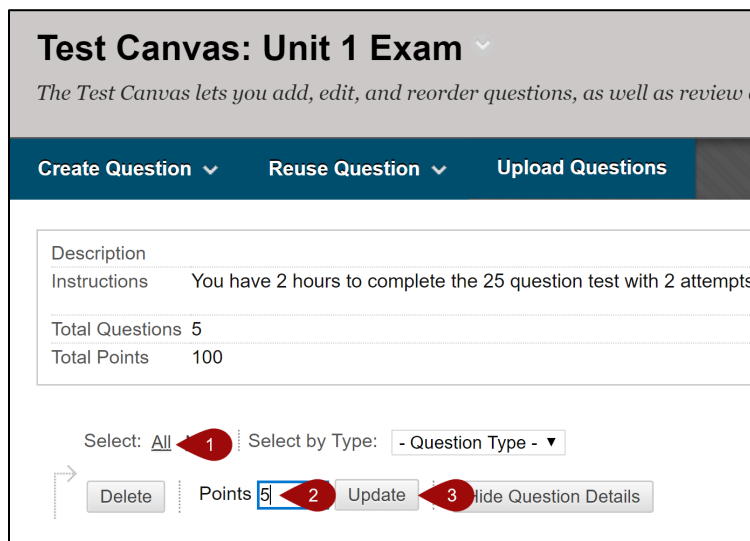 Test Canvas: Unit 1 Exam
The Test Canvas lets you add, edit, and reorder questions, as well as review
Create Question Reuse Question Upload Questions
Description
Instructions You have 2 hours to complete the 25 question test with 2 attempts
Total Questions 5
Total Points 100
Select: All 1 Select by Type: - Question Type -
Delete Points 5 2 Update 3 Hide Question Details